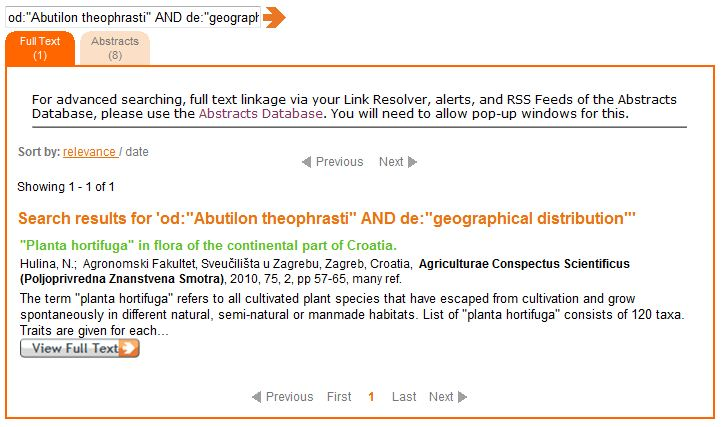 od:"Abutilon theophrasti" AND de:"geograph
Full Text
(1)
Abstracts
(8)
For advanced searching, full text linkage via your Link Resolver, alerts, and RSS Feeds of the Abstracts
Database, please use the Abstracts Database. You will need to allow pop-up windows for this.
Sort by: relevance / date
Previous Next
Showing 1 - 1 of 1
Search results for 'od:"Abutilon theophrasti" AND de:"geographical distribution"'
"Planta hortifuga" in flora of the continental part of Croatia.
Hulina, N.; Agronomski Fakultet, Sveučilišta u Zagrebu, Zagreb, Croatia, Agriculturae Conspectus Scientificus
(Poljoprivredna Znanstvena Smotra), 2010, 75, 2, pp 57-65, many ref.
The term "planta hortifuga" refers to all cultivated plant species that have escaped from cultivation and grow
spontaneously in different natural, semi-natural or manmade habitats. List of "planta hortifuga" consists of 120 taxa.
Traits are given for each...
View Full Text
Previous First 1 Last Next